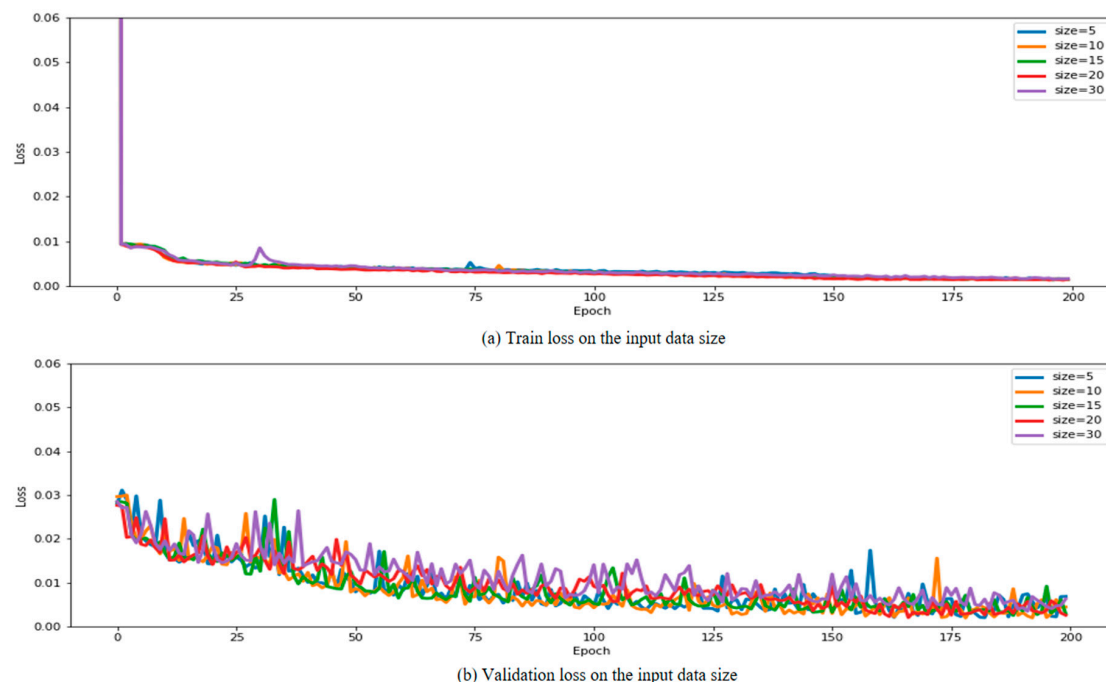 0.06
0.05
0.04
0.03
0.02
0.01
0.00
Loss
0 25 50 75 100 125 150 175 200
Epoch
size=5
size=10
size=15
size=20
size=30
(a) Train loss on the input data size
0.06
0.05
0.04
0.03
0.02
0.01
0.00
Loss
0 25 50 75 100 125 150 175 200
Epoch
size=5
size=10
size=15
size=20
size=30
(b) Validation loss on the input data size